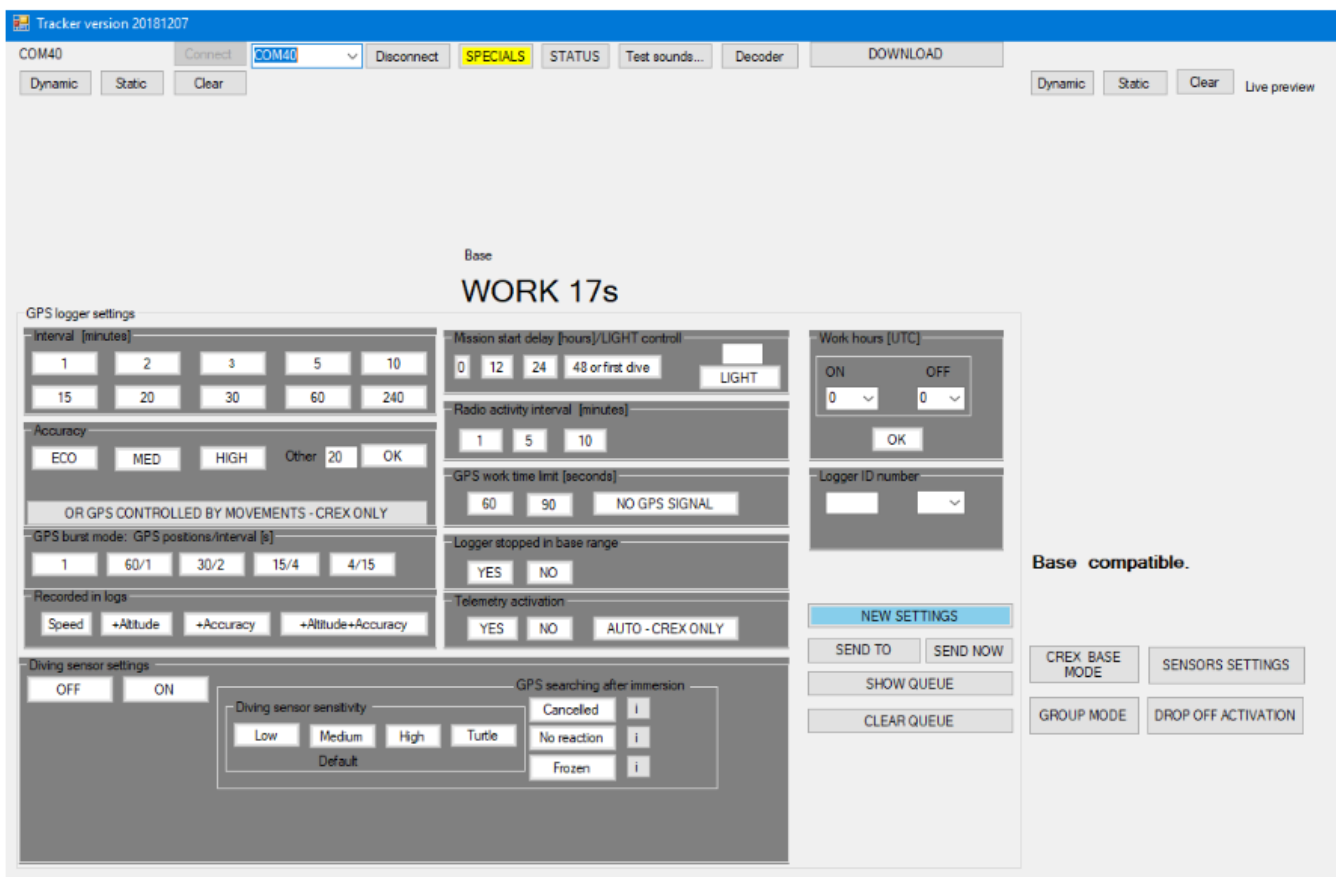 Tracker version 20181207
COM40 Connect COM40 Disconnect SPECIALS STATUS Test sounds... Decoder DOWNLOAD
Dynamic Static Clear
Dynamic Static Clear Live preview
Base
WORK 17s
GPS logger settings
Interval [minutes]
1 2 3 5 10
15 20 30 60 240
Accuracy
ECO MED HIGH Other 20 OK
OR GPS CONTROLLED BY MOVEMENTS - CREX ONLY
GPS burst mode: GPS positions/interval [s]
1 60/1 30/2 15/4 4/15
Recorded in logs
Speed +Altitude +Accuracy +Altitude+Accuracy
Mission start delay [hours]/LIGHT controll
0 12 24 48 or first dive LIGHT
Radio activity interval [minutes]
1 5 10
GPS work time limit [seconds]
60 90 NO GPS SIGNAL
Logger stopped in base range
YES NO
Telemetry activation
YES NO AUTO - CREX ONLY
Work hours [UTC]
ON OFF
0 0
OK
Logger ID number
Diving sensor settings
OFF ON
GPS searching after immersion
Diving sensor sensitivity
Low Medium High Turtle
Default
Cancelled i
No reaction i
Frozen i
NEW SETTINGS
SEND TO SEND NOW
SHOW QUEUE
CLEAR QUEUE
Base compatible.
CREX BASE
MODE
SENSORS SETTINGS
GROUP MODE DROP OFF ACTIVATION